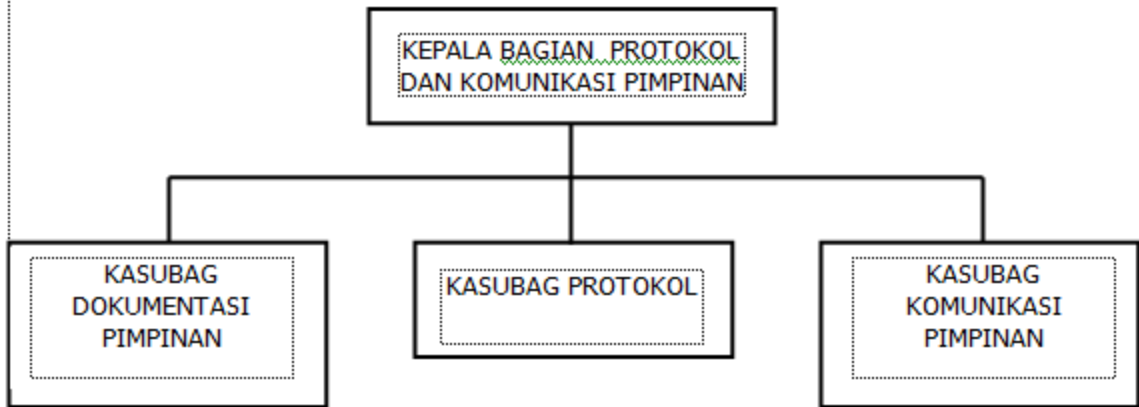 KEPALA BAGIAN PROTOKOL
DAN KOMUNIKASI PIMPINAN
KASUBAG
DOKUMENTASI
PIMPINAN
KASUBAG PROTOKOL
KASUBAG
KOMUNIKASI
PIMPINAN